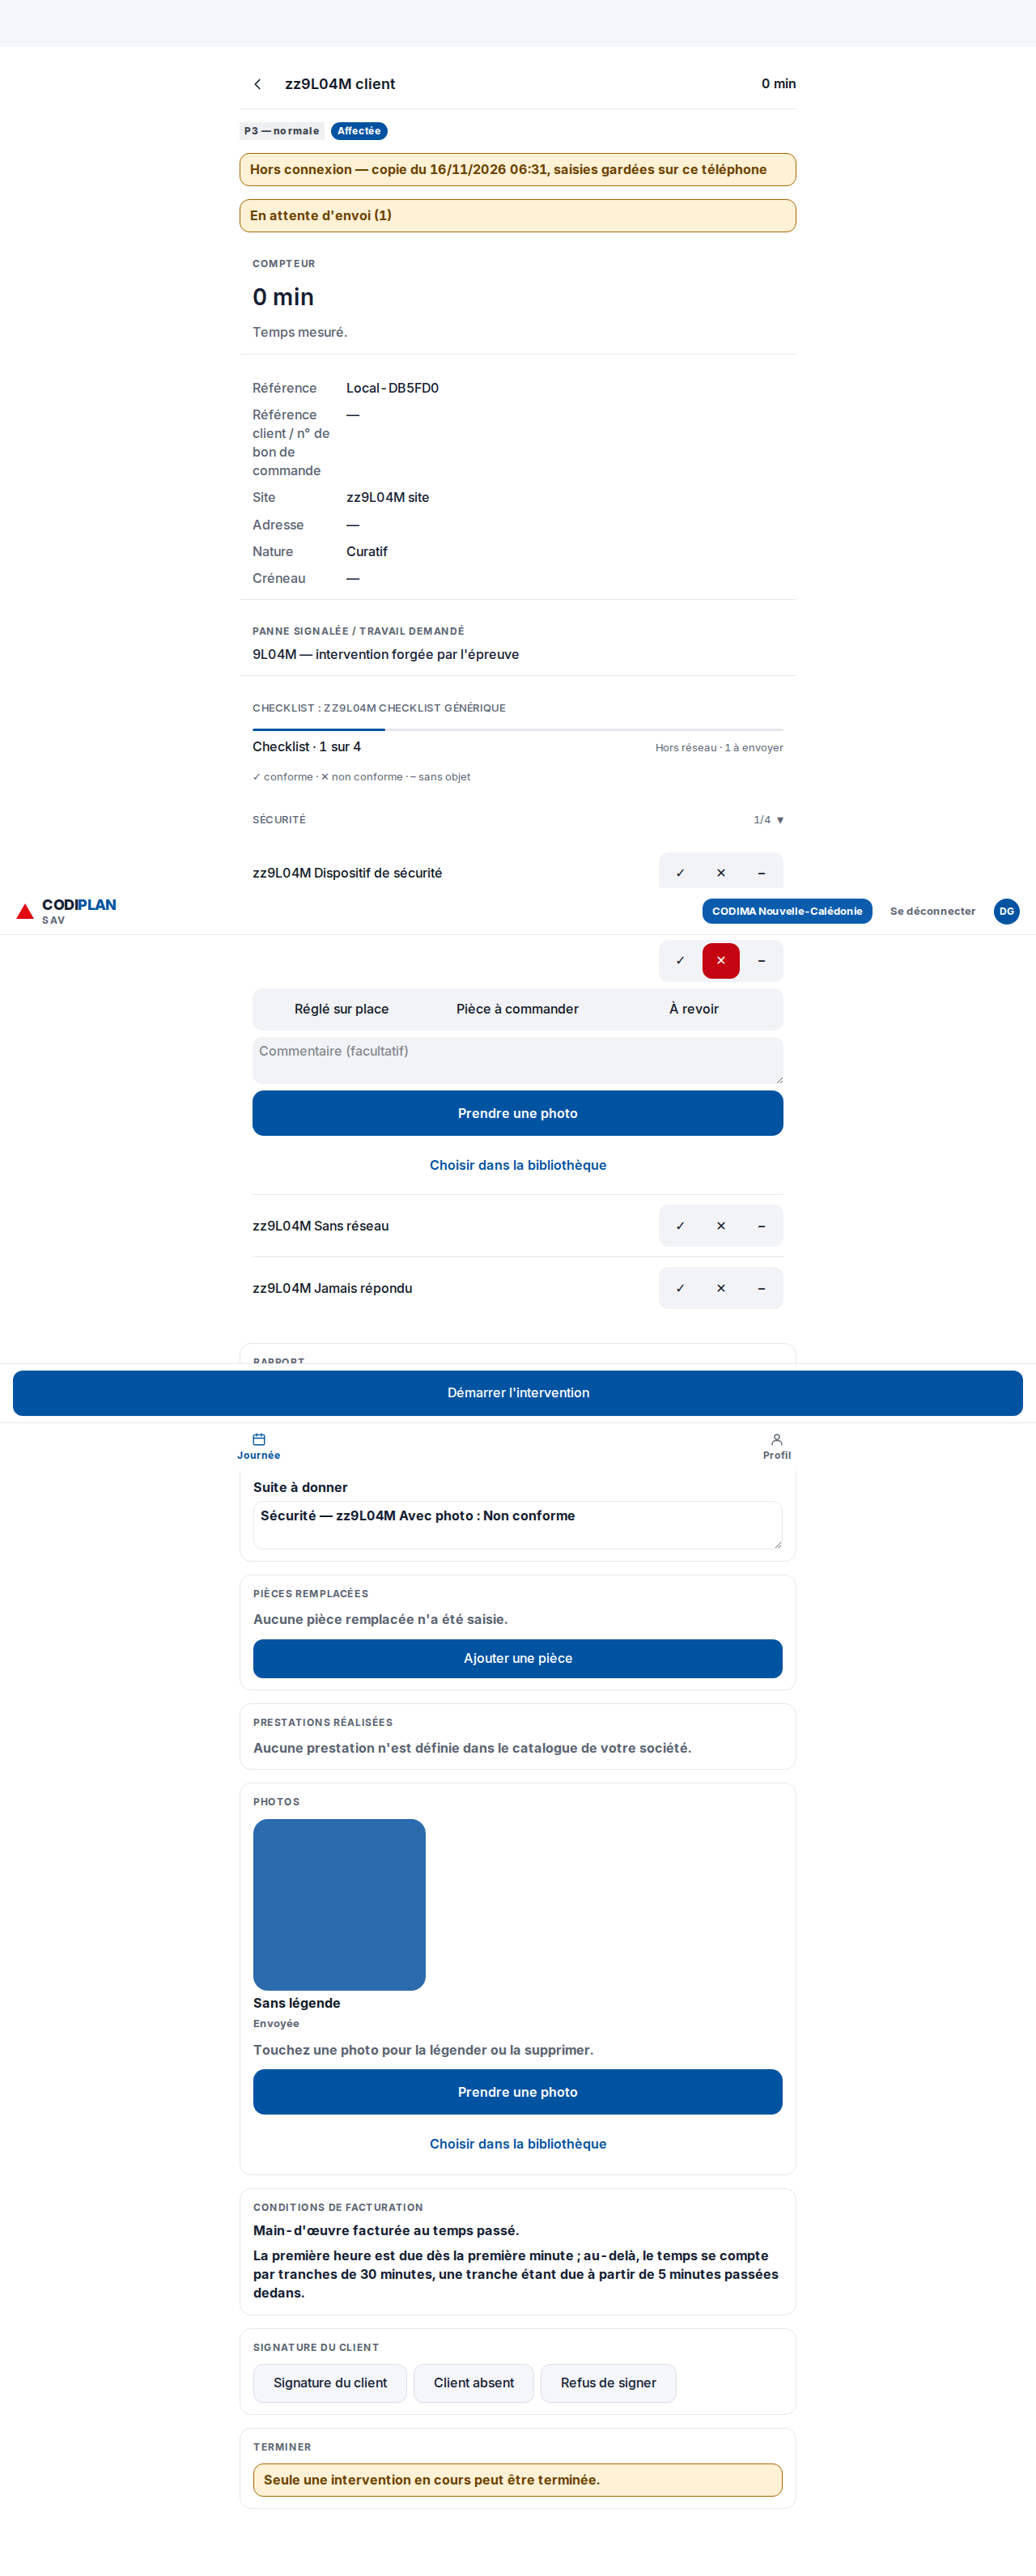 zz9L04M client
0 min
P3 — normale
Affectée
Hors connexion — copie du 16/11/2026 06:31, saisies gardées sur ce téléphone
En attente d'envoi (1)
COMPTEUR
0 min
Temps mesuré.
Référence
Local-DB5FD0
Référence
client / n° de
bon de
commande
—
Site
zz9L04M site
Adresse
—
Nature
Curatif
Créneau
—
PANNE SIGNALÉE / TRAVAIL DEMANDÉ
9L04M — intervention forgée par l'épreuve
CHECKLIST : ZZ9L04M CHECKLIST GÉNÉRIQUE
Checklist · 1 sur 4
Hors réseau · 1 à envoyer
✓ conforme · ✕ non conforme · – sans objet
SÉCURITÉ
1/4 ▼
zz9L04M Dispositif de sécurité
✓ ✕ –
CODIPLAN
SAV
CODIMA Nouvelle-Calédonie
Se déconnecter
DG
✓ ✕ –
Réglé sur place
Pièce à commander
À revoir
Commentaire (facultatif)
Prendre une photo
Choisir dans la bibliothèque
zz9L04M Sans réseau
✓ ✕ –
zz9L04M Jamais répondu
✓ ✕ –
RAPPORT
Démarrer l'intervention
Journée
Profil
Suite à donner
Sécurité — zz9L04M Avec photo : Non conforme
PIÈCES REMPLACÉES
Aucune pièce remplacée n'a été saisie.
Ajouter une pièce
PRESTATIONS RÉALISÉES
Aucune prestation n'est définie dans le catalogue de votre société.
PHOTOS
Sans légende
Envoyée
Touchez une photo pour la légender ou la supprimer.
Prendre une photo
Choisir dans la bibliothèque
CONDITIONS DE FACTURATION
Main-d'œuvre facturée au temps passé.
La première heure est due dès la première minute ; au-delà, le temps se compte
par tranches de 30 minutes, une tranche étant due à partir de 5 minutes passées
dedans.
SIGNATURE DU CLIENT
Signature du client
Client absent
Refus de signer
TERMINER
Seule une intervention en cours peut être terminée.